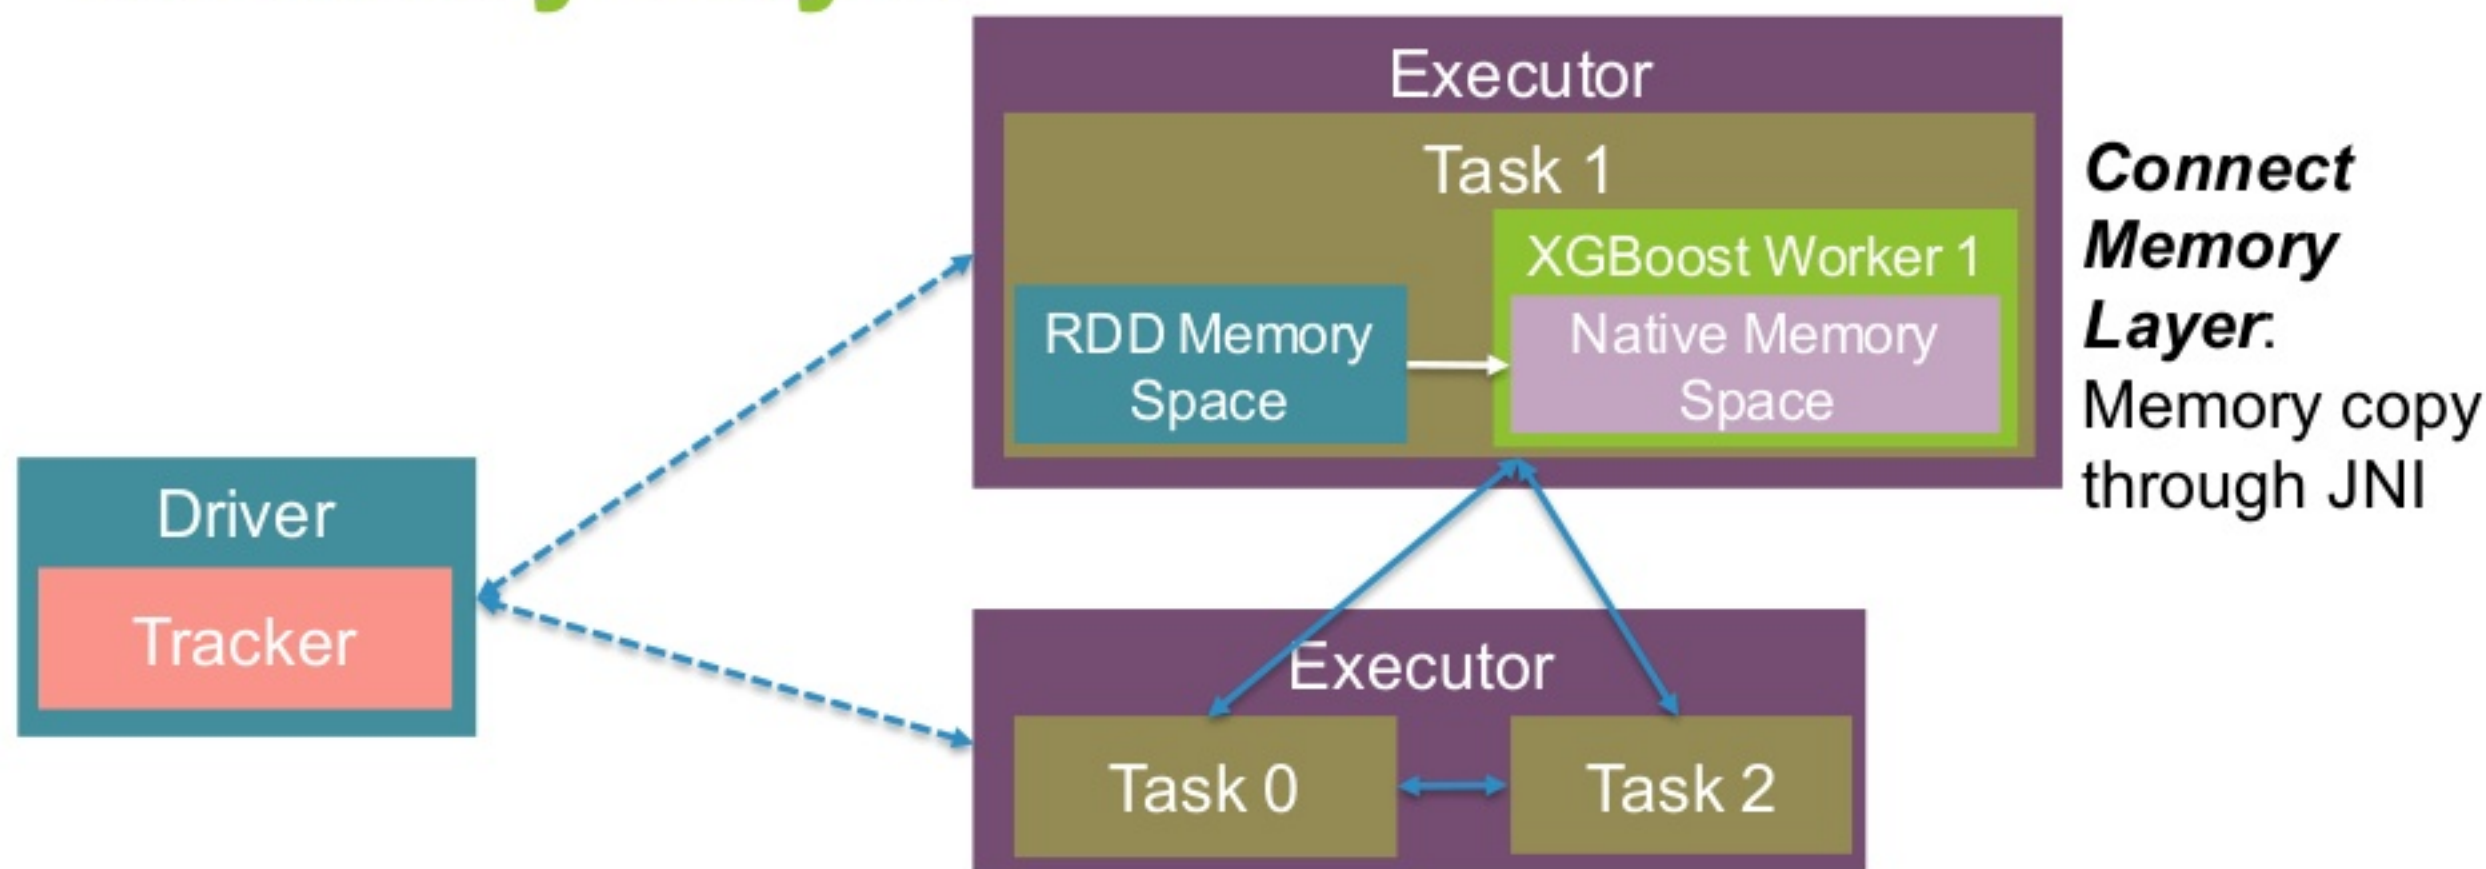 Executor
Task 1
XGBoost Worker 1
RDD Memory
Space
Native Memory
Space
Connect
Memory
Layer:
Memory copy
through JNI
Driver
Tracker
Executor
Task 0
Task 2